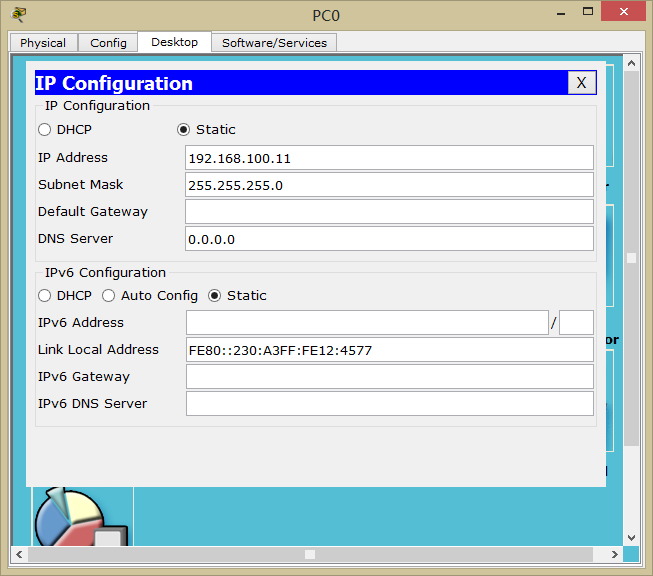 PC0
Physical Config Desktop Software/Services
IP Configuration X
IP Configuration
DHCP Static
IP Address 192.168.100.11
Subnet Mask 255.255.255.0
Default Gateway
DNS Server 0.0.0.0
IPv6 Configuration
DHCP Auto Config Static
IPv6 Address /
Link Local Address FE80::230:A3FF:FE12:4577
IPv6 Gateway
IPv6 DNS Server
or